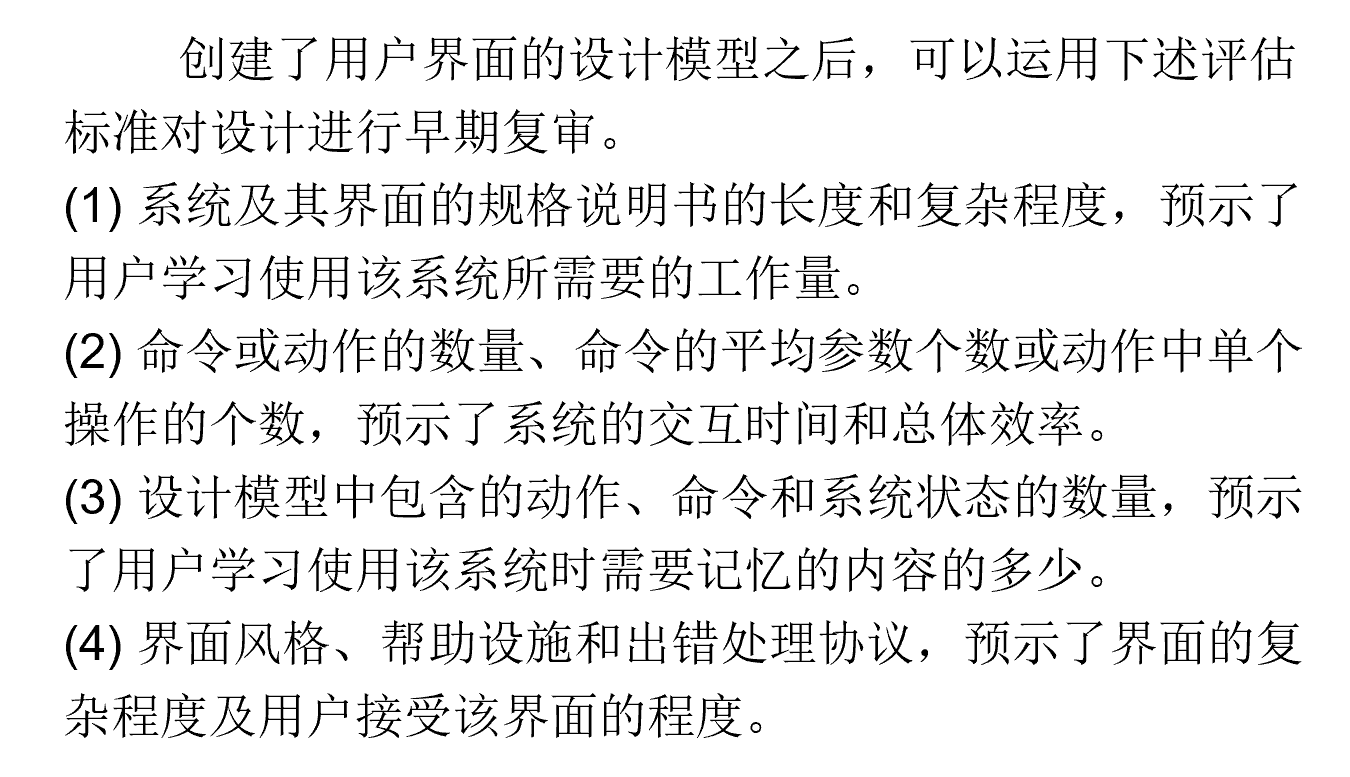 创建了用户界面的设计模型之后，可以运用下述评估
标准对设计进行早期复审。
(1) 系统及其界面的规格说明书的长度和复杂程度，预示了
用户学习使用该系统所需要的工作量。
(2) 命令或动作的数量、命令的平均参数个数或动作中单个
操作的个数，预示了系统的交互时间和总体效率。
(3) 设计模型中包含的动作、命令和系统状态的数量，预示
了用户学习使用该系统时需要记忆的内容的多少。
(4) 界面风格、帮助设施和出错处理协议，预示了界面的复
杂程度及用户接受该界面的程度。